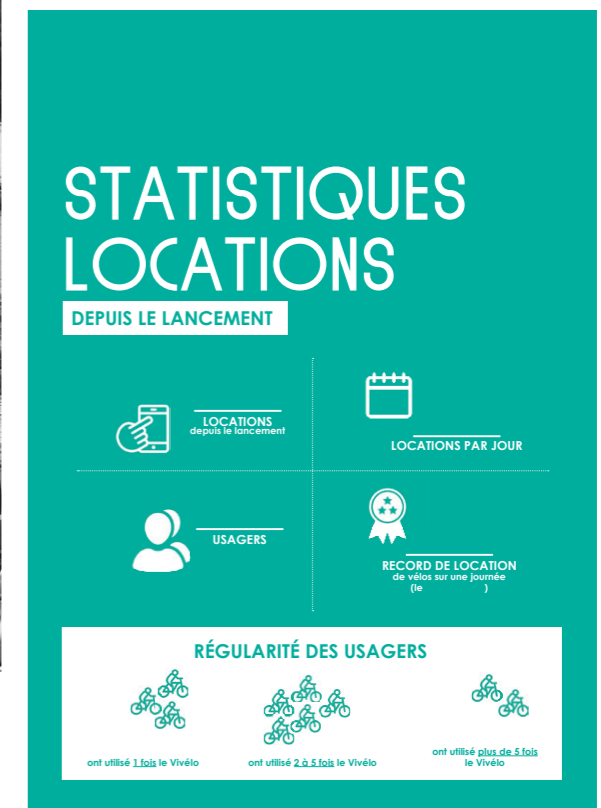 STATISTIQUES
LOCATIONS
DEPUIS LE LANCEMENT
LOCATIONS
depuis le lancement
LOCATIONS PAR JOUR
USAGERS
RECORD DE LOCATION
de vélos sur une journée
(le )
RÉGULARITÉ DES USAGERS
ont utilisé 1 fois le Vivélo
ont utilisé 2 à 5 fois le Vivélo
ont utilisé plus de 5 fois
le Vivélo